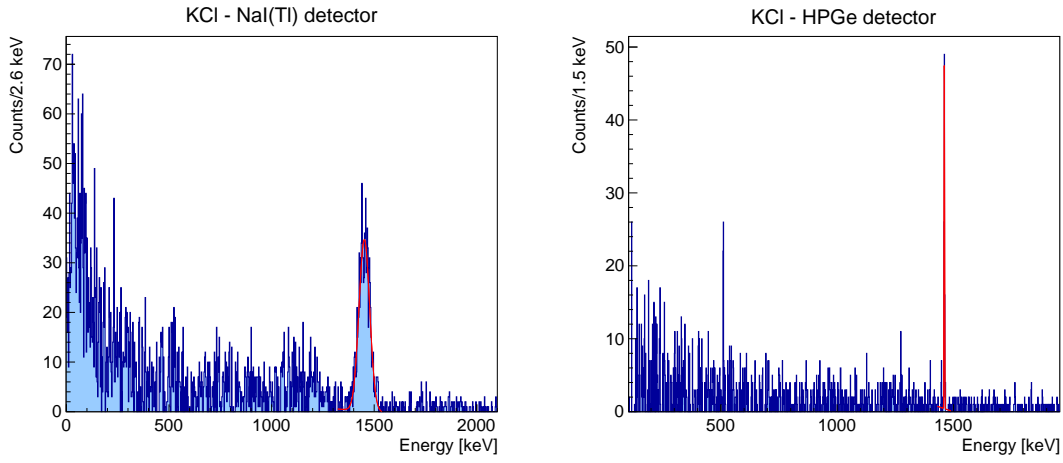 KCl - NaI(Tl) detector
Counts/2.6 keV
70
60
50
40
30
20
10
0
0 500 1000 1500 2000
Energy [keV]
KCl - HPGe detector
Counts/1.5 keV
50
40
30
20
10
0
500 1000 1500
Energy [keV]